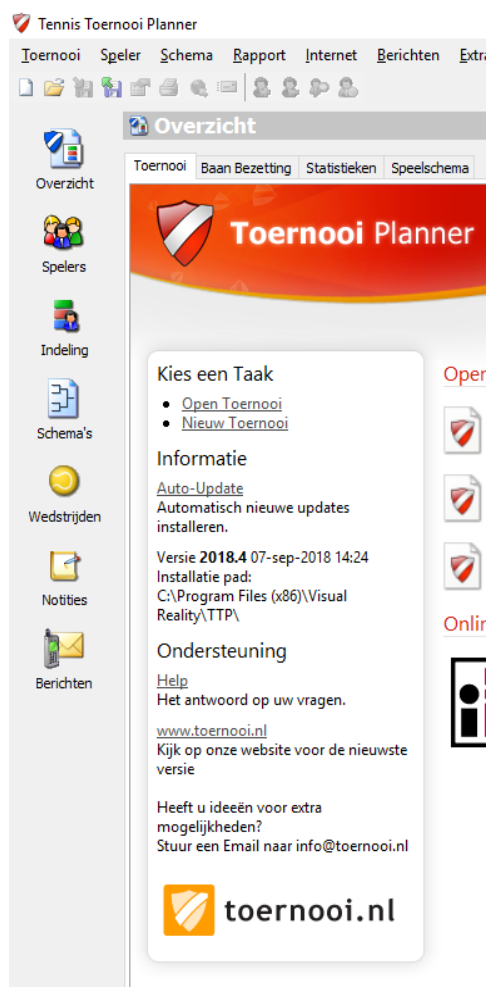 Tennis Toernooi Planner
Toernooi Speler Schema Rapport Internet Berichten
Overzicht
Toernooi Baan Bezetting Statistieken Speelschema
Overzicht
Spelers
Indeling
Schema's
Wedstrijden
Notities
Berichten
Toernooi Planner
Kies een Taak
Open Toernooi
Nieuw Toernooi
Informatie
Auto-Update
Automatisch nieuwe updates
installeren.
Versie 2018.4 07-sep-2018 14:24
Installatie pad:
C:\Program Files (x86)\Visual
Reality\TTP\
Ondersteuning
Help
Het antwoord op uw vragen.
www.toernooi.nl
Kijk op onze website voor de nieuwste
versie
Heeft u ideeën voor extra
mogelijkheden?
Stuur een Email naar info@toernooi.nl
toernooi.nl
Open